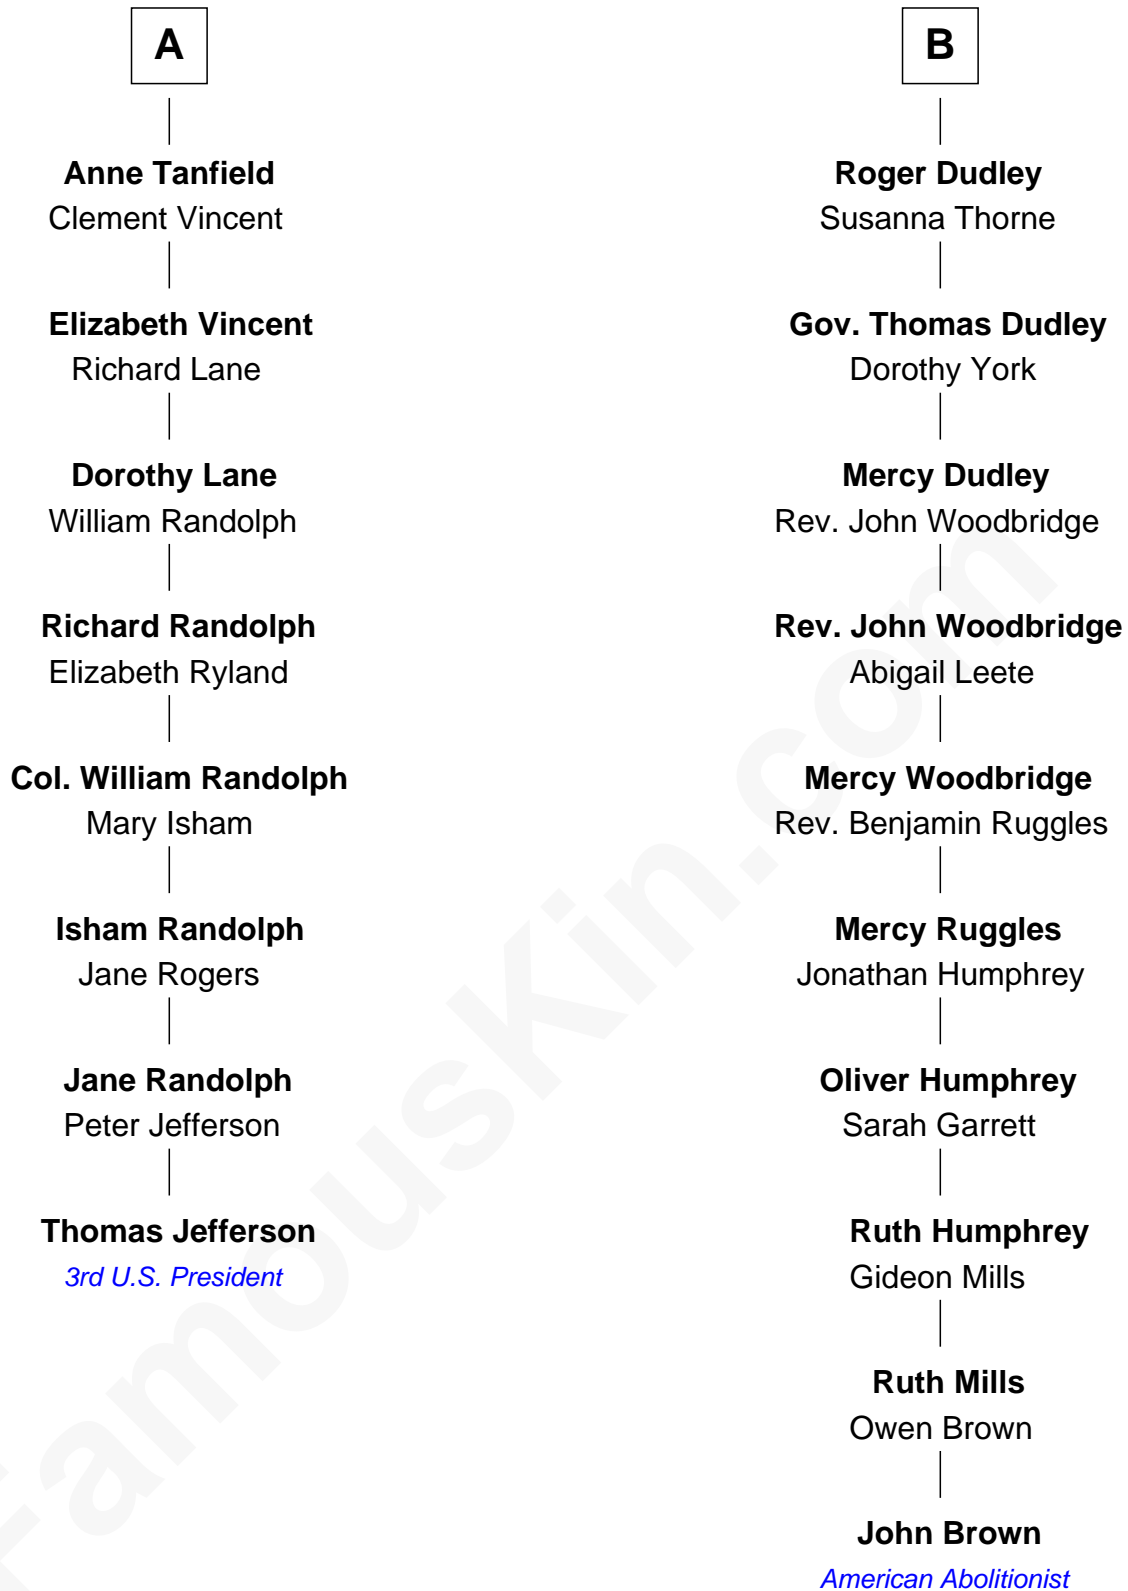 A
Anne Tanfield
Clement Vincent
Elizabeth Vincent
Richard Lane
Dorothy Lane
William Randolph
Richard Randolph
Elizabeth Ryland
Col. William Randolph
Mary Isham
Isham Randolph
Jane Rogers
Jane Randolph
Peter Jefferson
Thomas Jefferson
3rd U.S. President
B
Roger Dudley
Susanna Thorne
Gov. Thomas Dudley
Dorothy York
Mercy Dudley
Rev. John Woodbridge
Rev. John Woodbridge
Abigail Leete
Mercy Woodbridge
Rev. Benjamin Ruggles
Mercy Ruggles
Jonathan Humphrey
Oliver Humphrey
Sarah Garrett
Ruth Humphrey
Gideon Mills
Ruth Mills
Owen Brown
John Brown
American Abolitionist
FamousKin.com